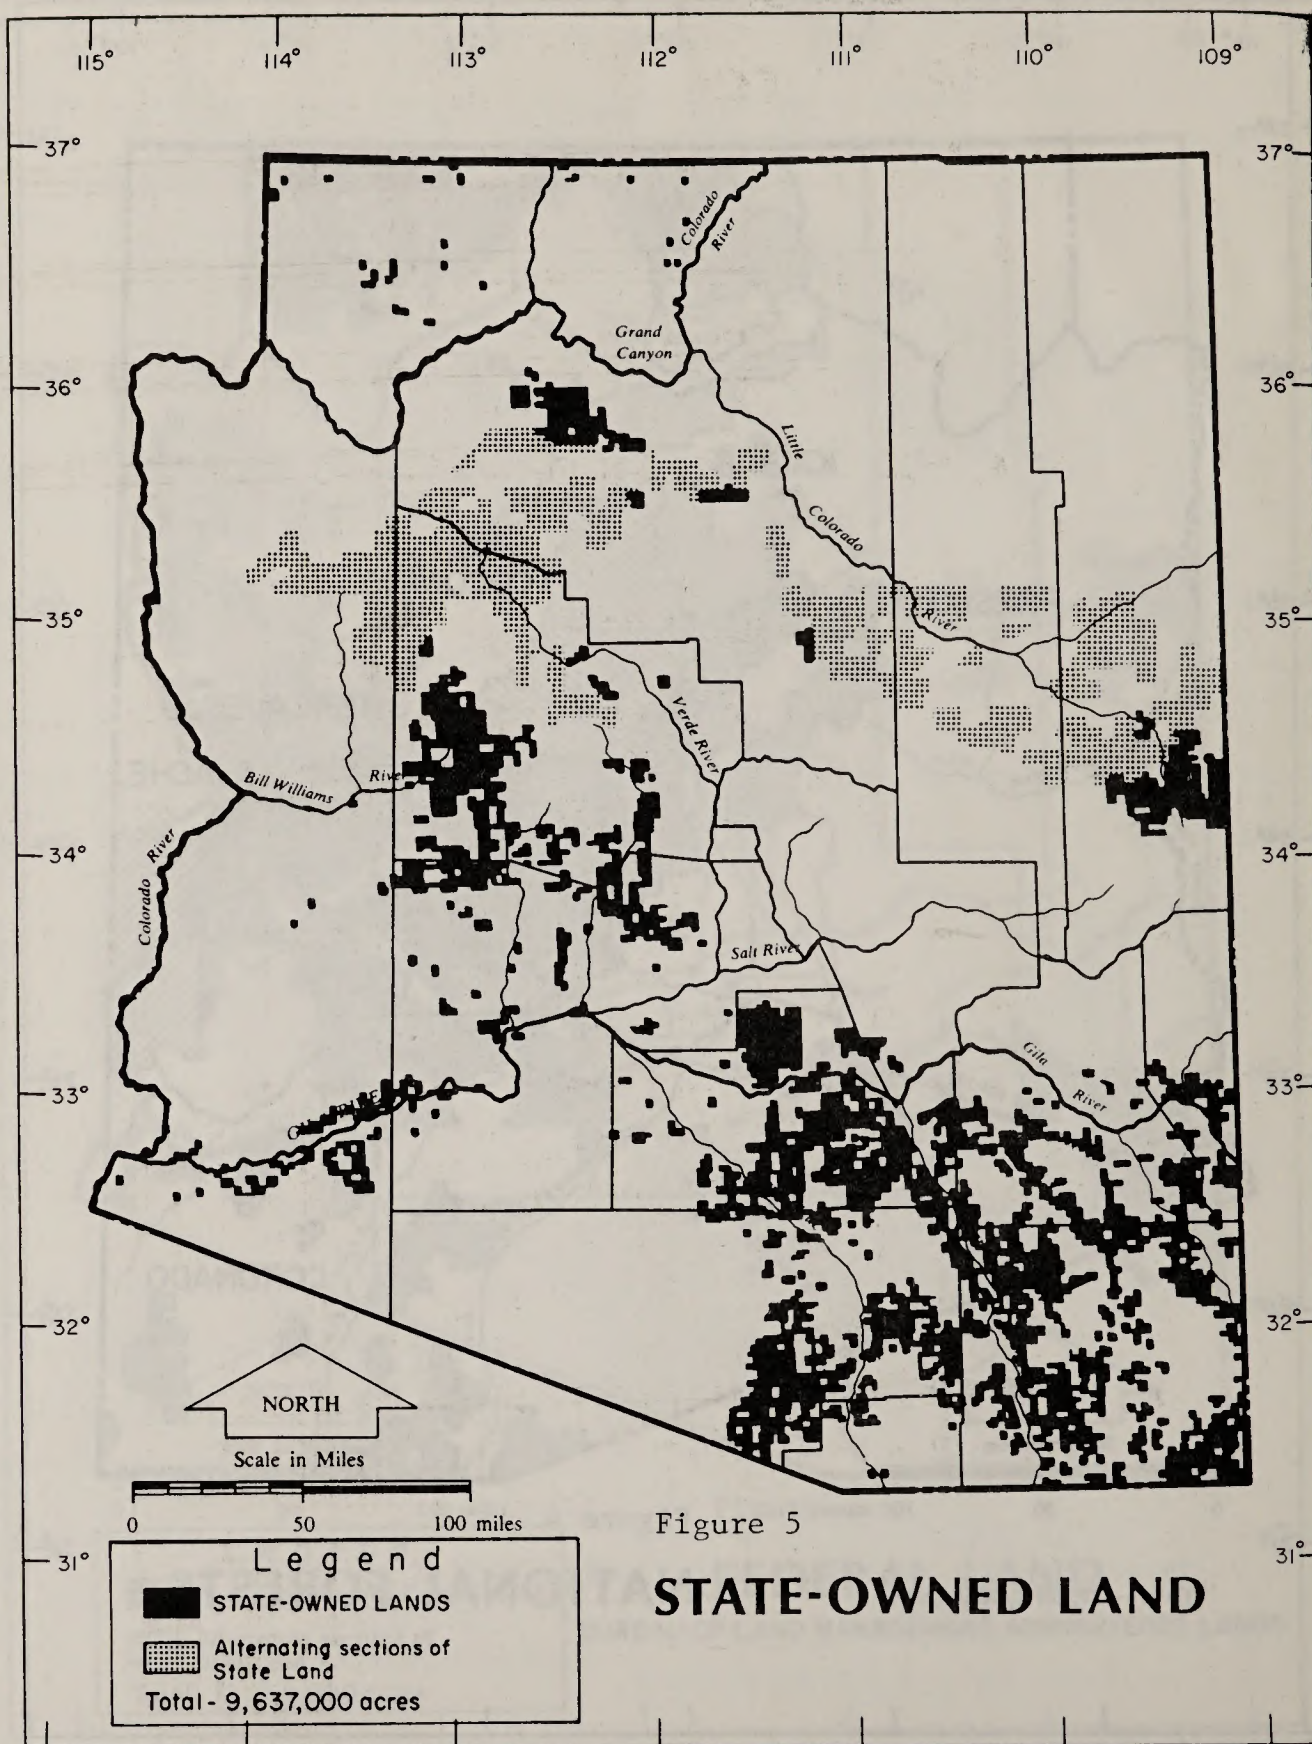 115° 114° 113° 112° 111° 110° 109°
37° 37°
Colorado
River
Grand
Canyon
36° 36°
Little
Colorado
River
35° 35°
Verde River
Bill Williams River
Colorado River
34° 34°
Salt River
Gila
River
33° 33°
32° 32°
NORTH
Scale in Miles
0 50 100 miles
Figure 5
31° 31°
Legend
STATE-OWNED LANDS
Alternating sections of
State Land
Total - 9,637,000 acres
STATE-OWNED LAND